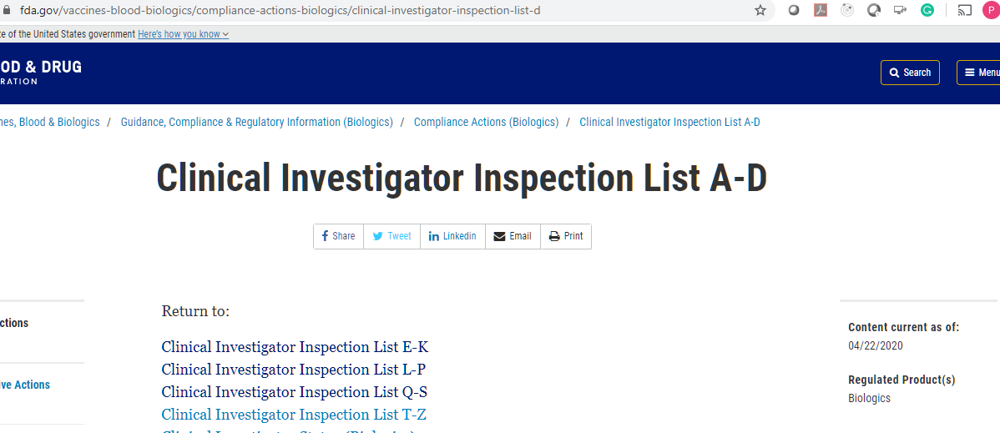 fda.gov/vaccines-blood-biologics/compliance-actions-biologics/clinical-investigator-inspection-list-d
P
te of the United States government Here's how you know
OD & DRUG
RATION
Search
Menu
nes, Blood & Biologics / Guidance, Compliance & Regulatory Information (Biologics) / Compliance Actions (Biologics) / Clinical Investigator Inspection List A-D
Clinical Investigator Inspection List A-D
Share Tweet Linkedin Email Print
Return to:
ctions
Content current as of:
04/22/2020
Clinical Investigator Inspection List E-K
Clinical Investigator Inspection List L-P
ve Actions
Regulated Product(s)
Biologics
Clinical Investigator Inspection List Q-S
Clinical Investigator Inspection List T-Z